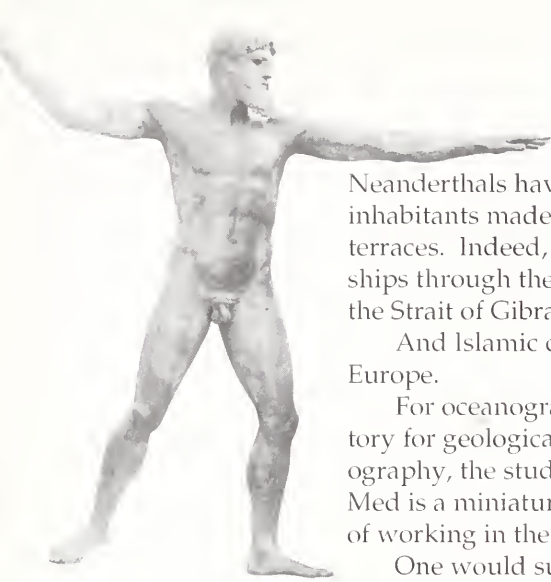 Neanderthals hav
inhabitants made
terraces. Indeed,
ships through the
the Strait of Gibra
And Islamic c
Europe.
For oceanogra
tory for geologica
ography, the stud
Med is a miniatur
of working in the
One would su